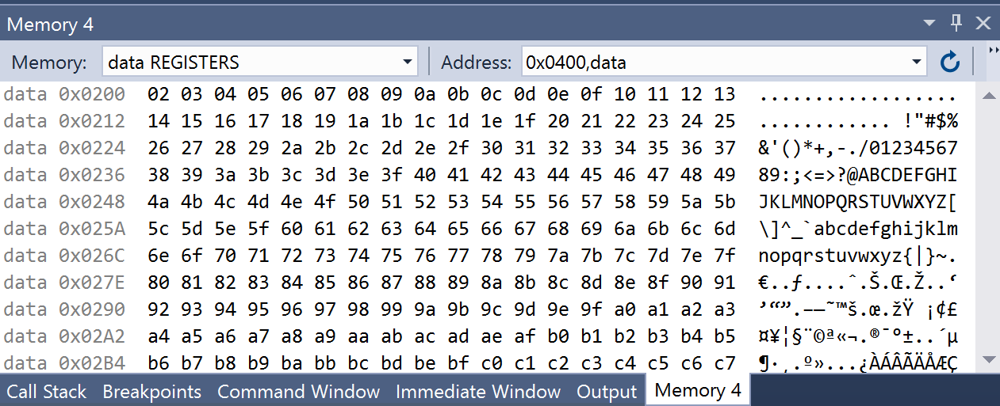 Memory 4
Memory: data REGISTERS Address: 0x0400,data
data 0x0200 02 03 04 05 06 07 08 09 0a 0b 0c 0d 0e 0f 10 11 12 13 ..................
data 0x0212 14 15 16 17 18 19 1a 1b 1c 1d 1e 1f 20 21 22 23 24 25 ............ !"#$%
data 0x0224 26 27 28 29 2a 2b 2c 2d 2e 2f 30 31 32 33 34 35 36 37 &'()*+,-./01234567
data 0x0236 38 39 3a 3b 3c 3d 3e 3f 40 41 42 43 44 45 46 47 48 49 89:;<=>?@ABCDEFGHI
data 0x0248 4a 4b 4c 4d 4e 4f 50 51 52 53 54 55 56 57 58 59 5a 5b JKLMNOPQRSTUVWXYZ[
data 0x025A 5c 5d 5e 5f 60 61 62 63 64 65 66 67 68 69 6a 6b 6c 6d \]^_`abcdefghijklm
data 0x026C 6e 6f 70 71 72 73 74 75 76 77 78 79 7a 7b 7c 7d 7e 7f nopqrstuvwxyz{|}~.
data 0x027E 80 81 82 83 84 85 86 87 88 89 8a 8b 8c 8d 8e 8f 90 91 €..ƒ....ˆ.Š.Œ.Ž..‘
data 0x0290 92 93 94 95 96 97 98 99 9a 9b 9c 9d 9e 9f a0 a1 a2 a3 ’“”.–—˜™š.œ.žŸ ¡¢£
data 0x02A2 a4 a5 a6 a7 a8 a9 aa ab ac ad ae af b0 b1 b2 b3 b4 b5 ¤¥¦§¨©ª«¬.®¯°±..´µ
data 0x02B4 b6 b7 b8 b9 ba bb bc bd be bf c0 c1 c2 c3 c4 c5 c6 c7 ¶·¸.º»...¿ÀÁÂÃÄÅÆÇ
Call Stack Breakpoints Command Window Immediate Window Output Memory 4